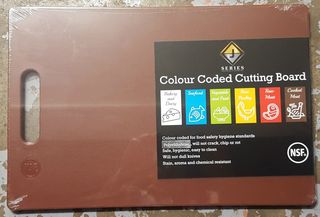 SERIES
Colour Coded Cutting Board
Bakery and Dairy
Seafood
Vegetable and Fruit
Raw Poultry
Raw Meat
Cooked Meat
Colour coded for food safety hygiene standards
will not crack, chip or rot
Safe, hygienic, easy to clean
Will not dull knives
Stain, aroma and chemical resistant
NSF.